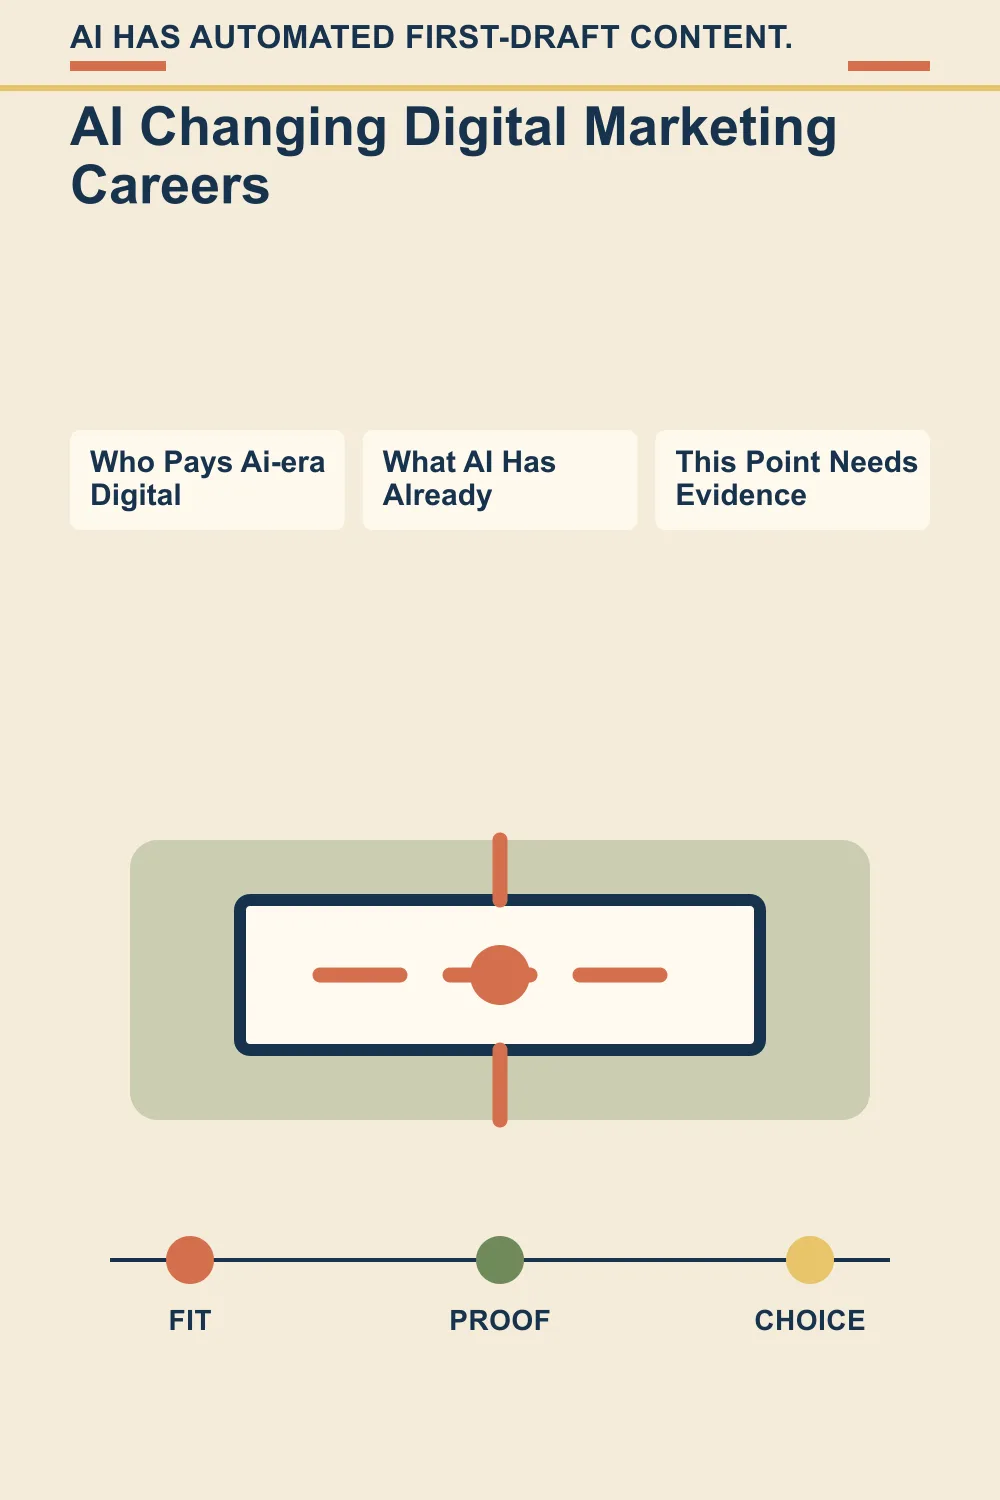 AI HAS AUTOMATED FIRST-DRAFT CONTENT.
AI Changing Digital Marketing
Careers
Who Pays Ai-era
Digital
What AI Has
Already
This Point Needs
Evidence
FIT
PROOF
CHOICE